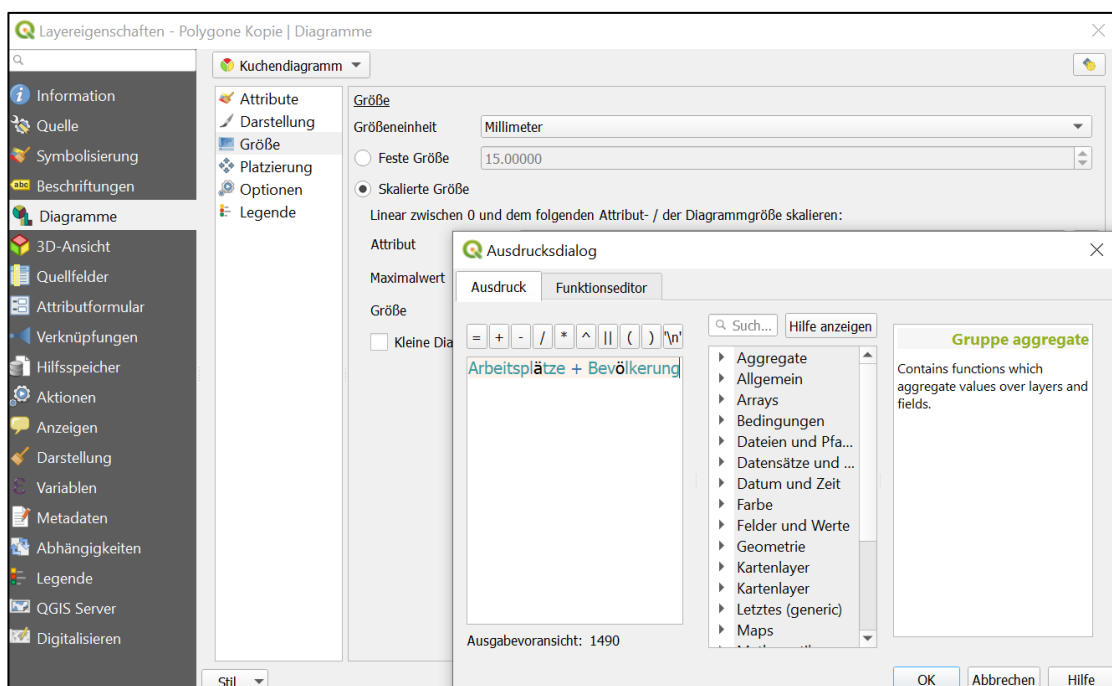 Layereigenschaften - Polygone Kopie | Diagramme
Information
Quelle
Symbolisierung
abc Beschriftungen
Diagramme
3D-Ansicht
Quellfelder
Attributformular
Verknüpfungen
Hilfsspeicher
Aktionen
Anzeigen
Darstellung
Variablen
Metadaten
Abhängigkeiten
Legende
QGIS Server
Digitalisieren
Kuchendiagramm
Attribute
Darstellung
Größe
Platzierung
Optionen
Legende
Größe
Größeneinheit Millimeter
Feste Größe 15.00000
Skalierte Größe
Linear zwischen 0 und dem folgenden Attribut- / der Diagrammgröße skalieren:
Attribut
Maximalwert
Größe
Kleine Dia
Stil
Ausdrucksdialog
Ausdruck Funktionseditor
= + - / * ^ || ( ) '\n'
Arbeitsplätze + Bevölkerung
Ausgabevoransicht: 1490
Such... Hilfe anzeigen
Aggregate
Allgemein
Arrays
Bedingungen
Dateien und Pfa...
Datensätze und ...
Datum und Zeit
Farbe
Felder und Werte
Geometrie
Kartenlayer
Kartenlayer
Letztes (generic)
Maps
Gruppe aggregate
Contains functions which
aggregate values over layers and
fields.
OK Abbrechen Hilfe